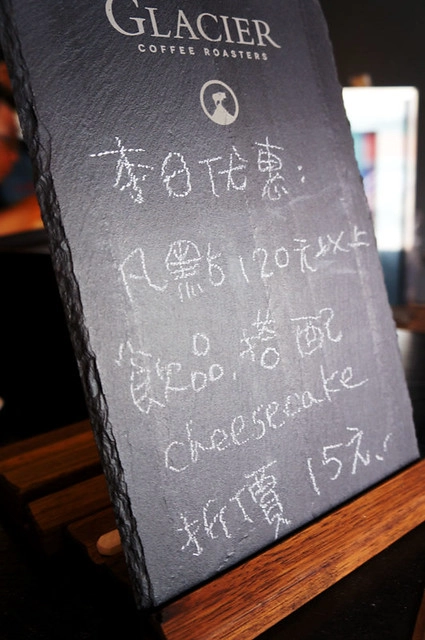 GLACIER
COFFEE ROASTERS
本日优惠:
凡點120元以上
飲品,搭配
cheesecake
折價15元